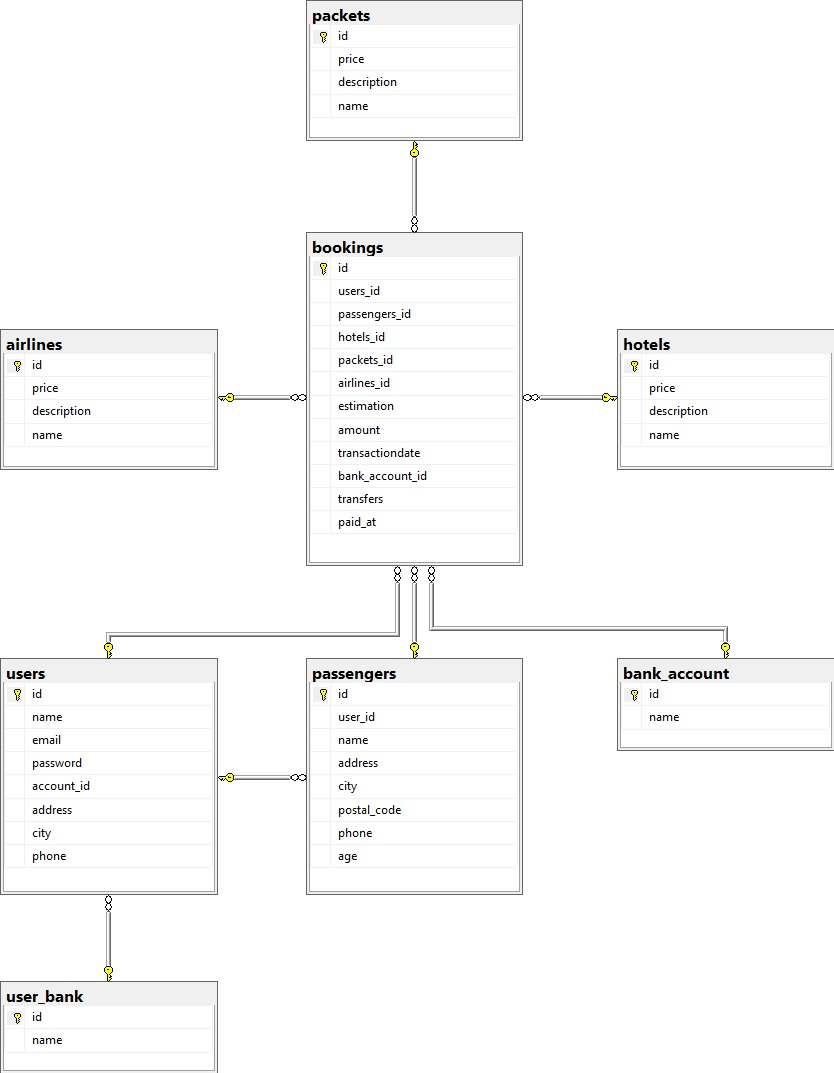 packets
id
price
description
name
bookings
id
users_id
passengers_id
hotels_id
packets_id
airlines_id
estimation
amount
transactiondate
bank_account_id
transfers
paid_at
airlines
id
price
description
name
hotels
id
price
description
name
users
id
name
email
password
account_id
address
city
phone
passengers
id
user_id
name
address
city
postal_code
phone
age
bank_account
id
name
user_bank
id
name